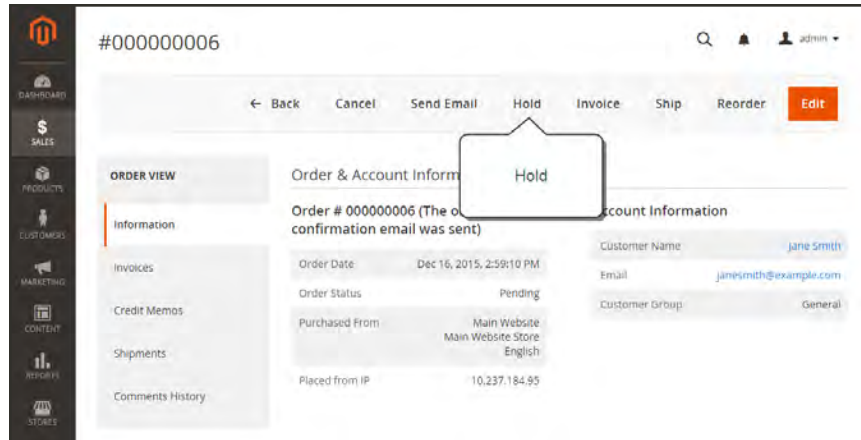 #000000006
admin
DASHBOARD
SALES
PRODUCTS
CUSTOMERS
MARKETING
CONTENT
REPORTS
STORES
← Back Cancel Send Email Hold Invoice Ship Reorder Edit
Hold
ORDER VIEW
Information
Invoices
Credit Memos
Shipments
Comments History
Order & Account Inform
Order # 000000006 (The o
confirmation email was sent)
Order Date Dec 16, 2015, 2:59:10 PM
Order Status Pending
Purchased From Main Website
Main Website Store
English
Placed from IP 10.237.184.95
ccount Information
Customer Name Jane Smith
Email janesmith@example.com
Customer Group General